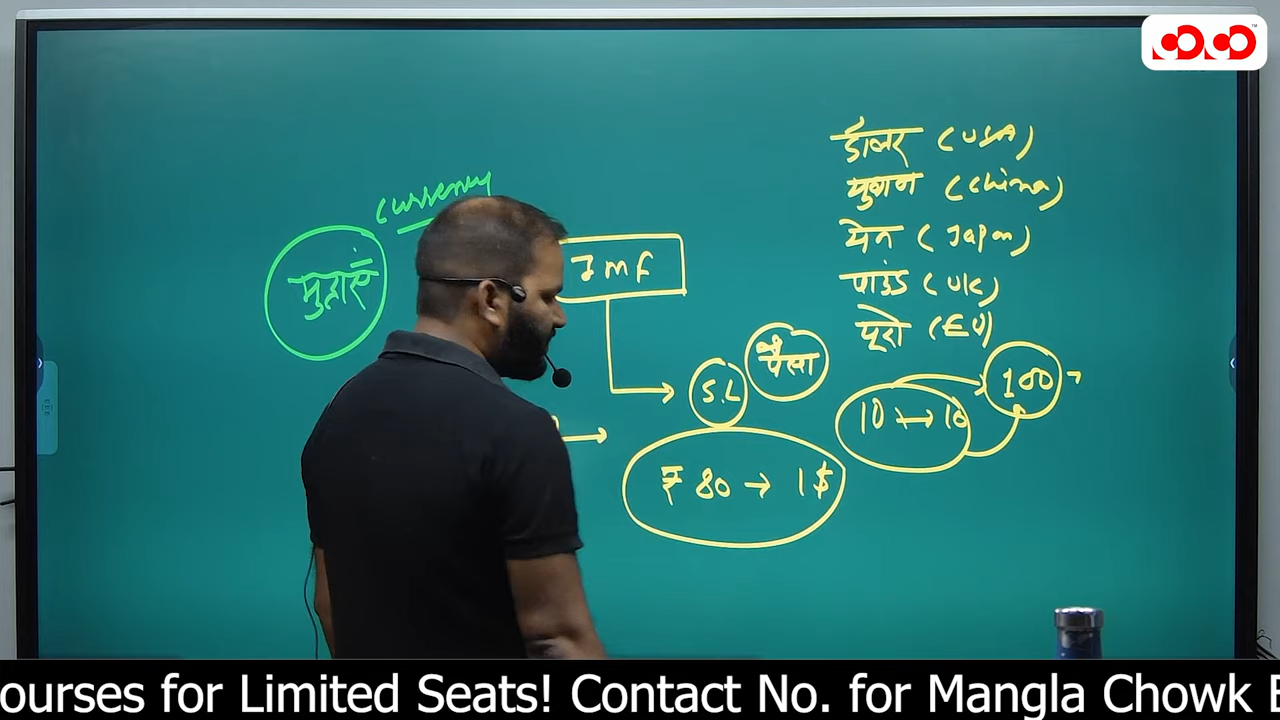 currency
मुद्राएं
IMF
S.L
पैसा
₹ 80 → 1 $
डॉलर (USA)
युआन (China)
येन (Japan)
पाउंड (UK)
यूरो (EU)
10 → 10
100
ourses for Limited Seats! Contact No. for Mangla Chowk B